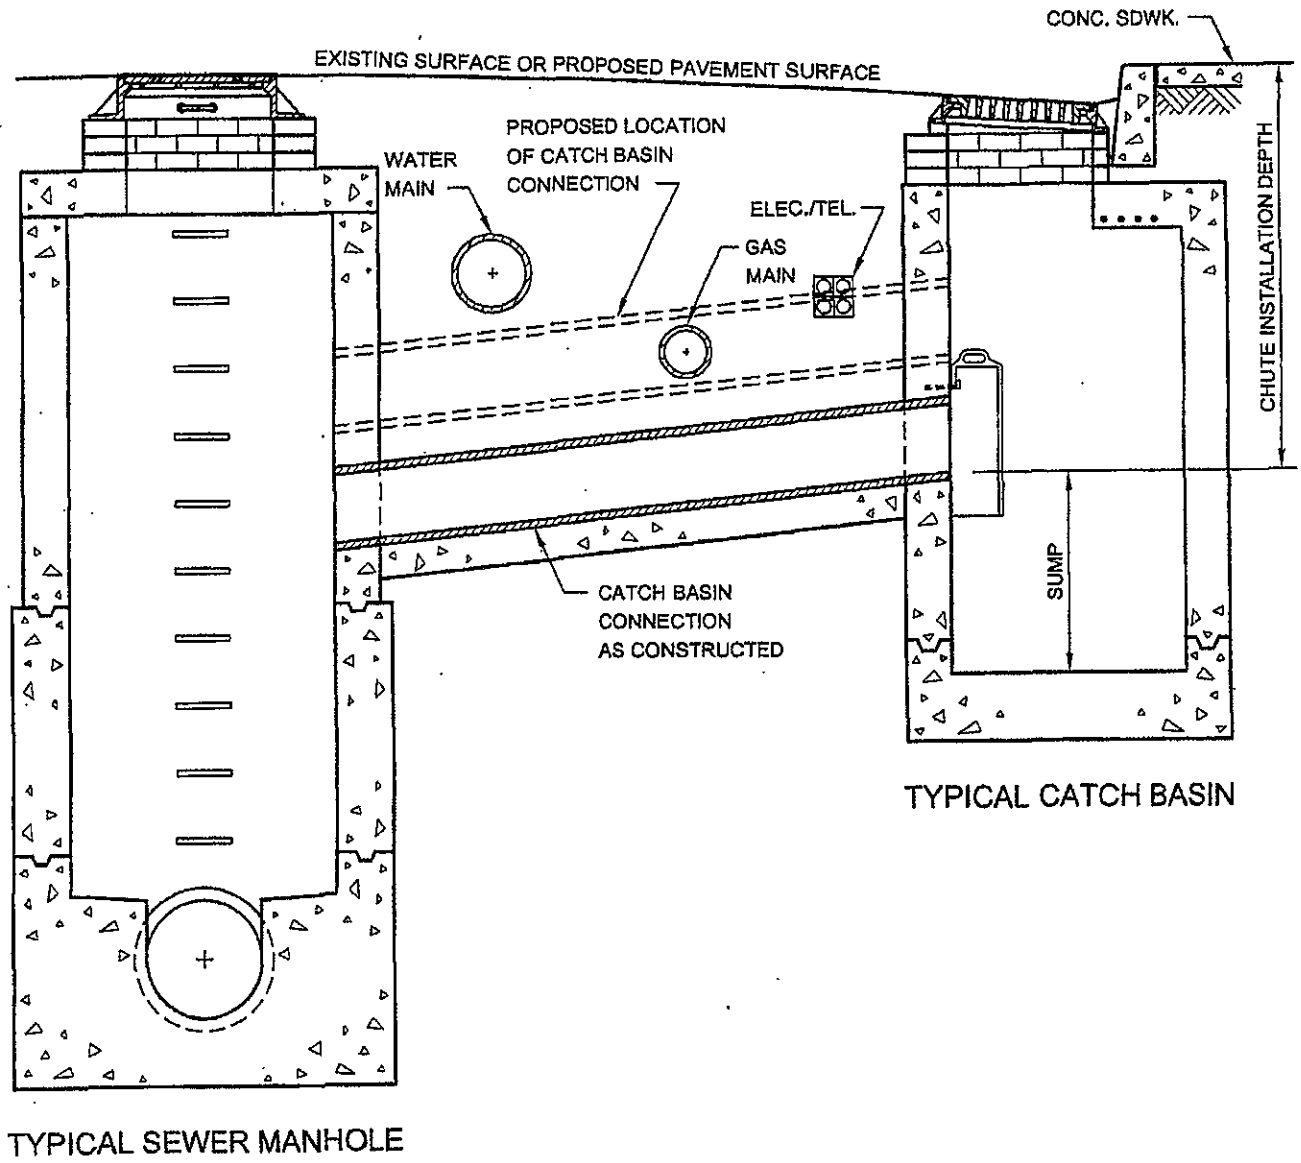 CONC. SDWK.
EXISTING SURFACE OR PROPOSED PAVEMENT SURFACE
PROPOSED LOCATION
OF CATCH BASIN
CONNECTION
WATER
MAIN
ELEC./TEL.
GAS
MAIN
CHUTE INSTALLATION DEPTH
SUMP
CATCH BASIN
CONNECTION
AS CONSTRUCTED
TYPICAL CATCH BASIN
TYPICAL SEWER MANHOLE